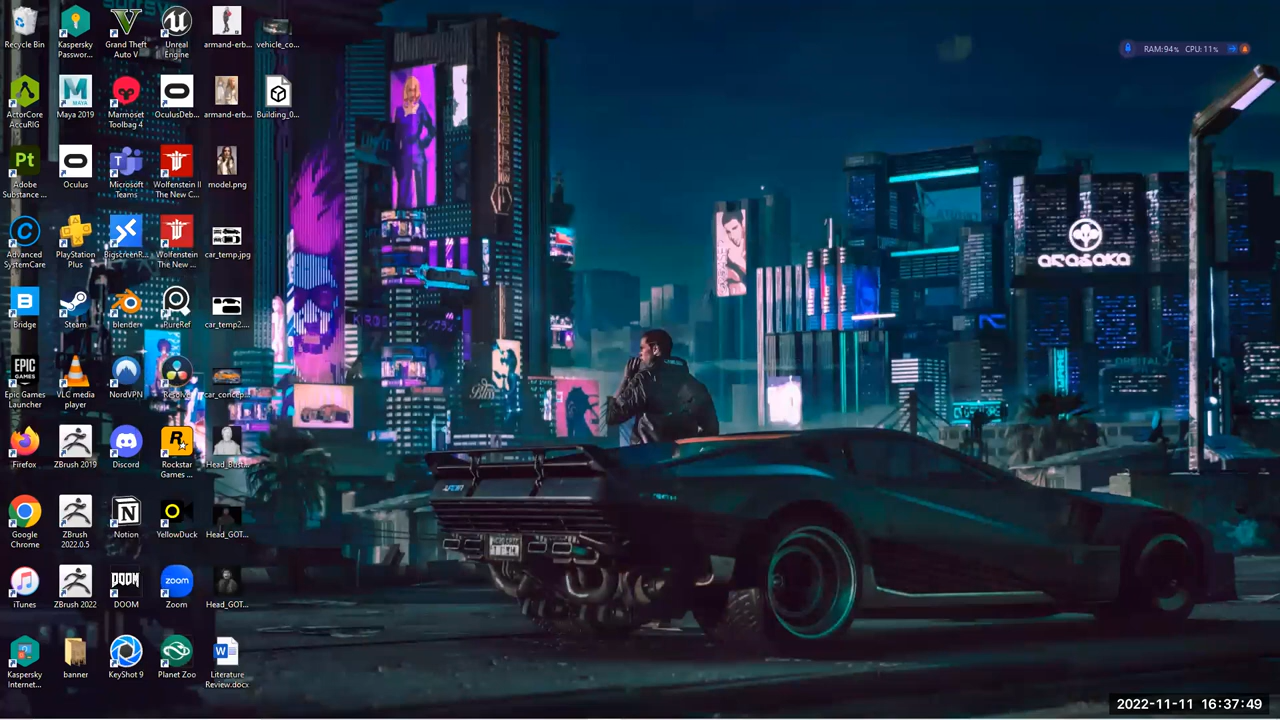 Recycle Bin
Kaspersky
Passwor...
Grand Theft
Auto V
Unreal
Engine
armand-erb...
vehicle_co...
ActorCore
AccuRIG
Maya 2019
Marmoset
Toolbag 4
OculusDeb...
armand-erb...
Building_0...
Adobe
Substance ...
Oculus
Microsoft
Teams
Wolfenstein II
The New C...
model.png
Advanced
SystemCare
PlayStation
Plus
BigscreenR...
Wolfenstein
The New ...
car_temp.jpg
Bridge
Steam
blender
PureRef
car_temp2....
EPIC
GAMES
Epic Games
Launcher
VLC media
player
NordVPN
Resolve
car_concep...
Firefox
ZBrush 2019
Discord
Rockstar
Games ...
Head_Bust...
Google
Chrome
ZBrush
2022.0.5
Notion
YellowDuck
Head_GOT...
iTunes
ZBrush 2022
DOOM
DOOM
zoom
Zoom
Head_GOT...
Kaspersky
Internet...
banner
KeyShot 9
Planet Zoo
Literature
Review.docx
RAM:94% CPU:11%
arasaka
2022-11-11 16:37:49